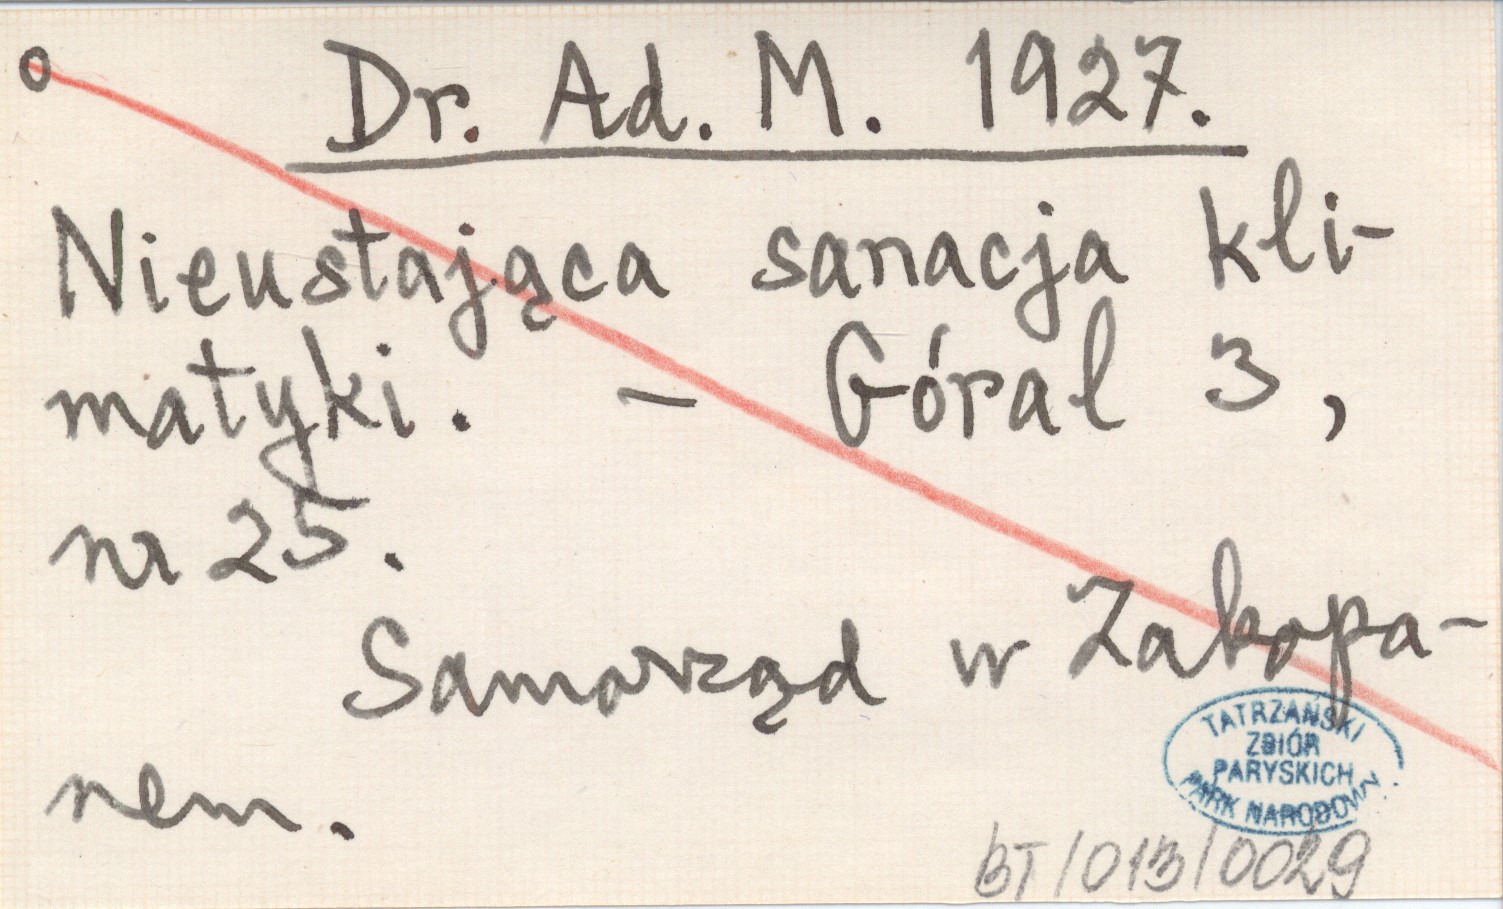 o Dr. Ad. M. 1927.
Nieustająca sanacja kli-
matyki. – Góral 3,
nr 25.
Samorząd w Zakopa-
nem.
TATRZAŃSKI
ZBIÓR
PARYSKICH
PARK NARODOWY
BT/013/0029